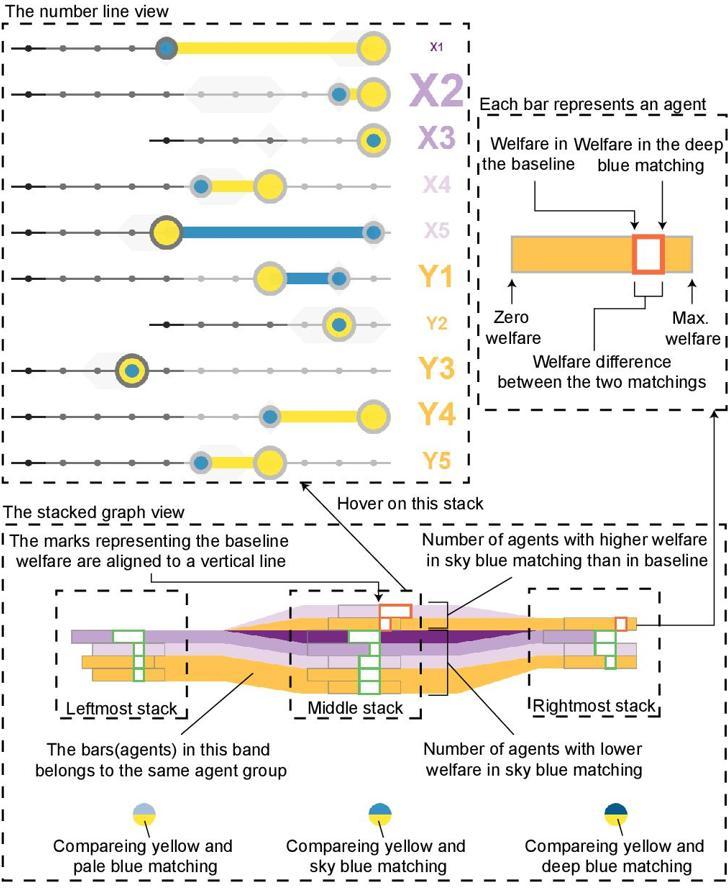 The number line view
X1
X2
X3
X4
X5
Y1
Y2
Y3
Y4
Y5
Each bar represents an agent
Welfare in
the baseline
Welfare in the deep
blue matching
Zero
welfare
Max.
welfare
Welfare difference
between the two matchings
Hover on this stack
The stacked graph view
The marks representing the baseline
welfare are aligned to a vertical line
Number of agents with higher welfare
in sky blue matching than in baseline
Leftmost stack
Middle stack
Rightmost stack
The bars(agents) in this band
belongs to the same agent group
Number of agents with lower
welfare in sky blue matching
Compareing yellow and
pale blue matching
Compareing yellow and
sky blue matching
Compareing yellow and
deep blue matching